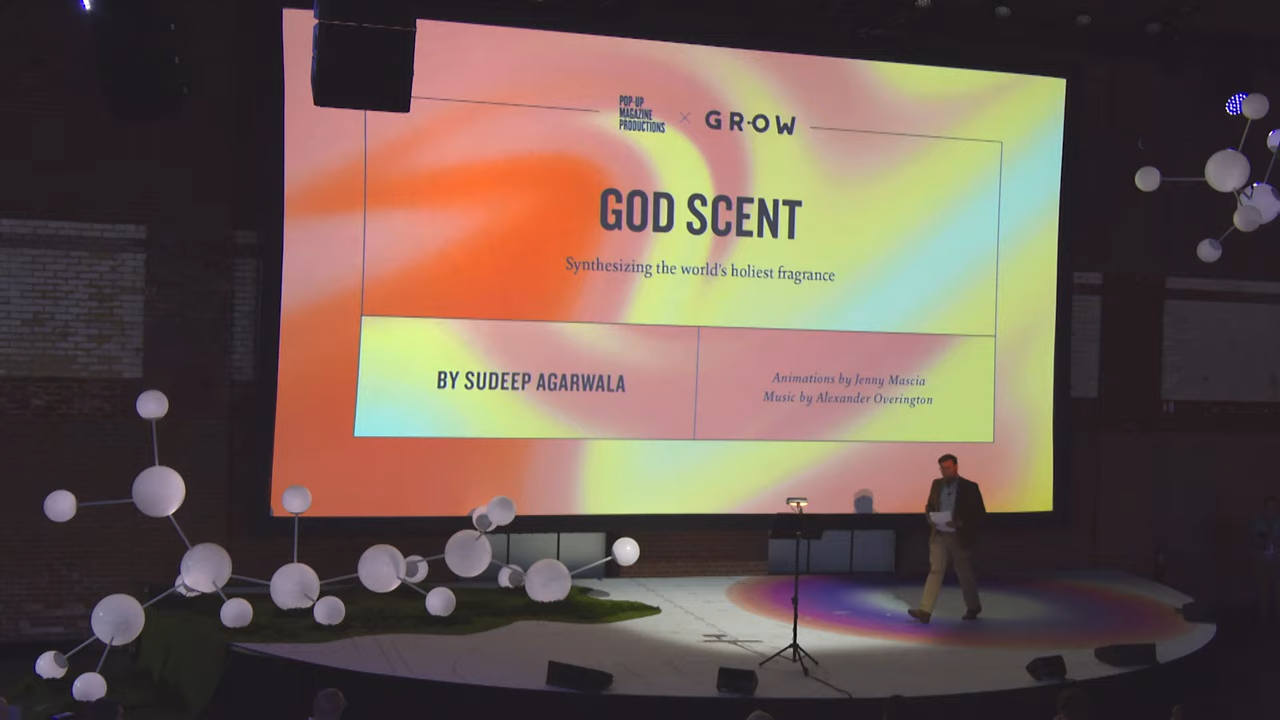 POP-UP
MAGAZINE
PRODUCTIONS
× GROW
GOD SCENT
Synthesizing the world's holiest fragrance
BY SUDEEP AGARWALA
Animations by Jenny Mascia
Music by Alexander Overington